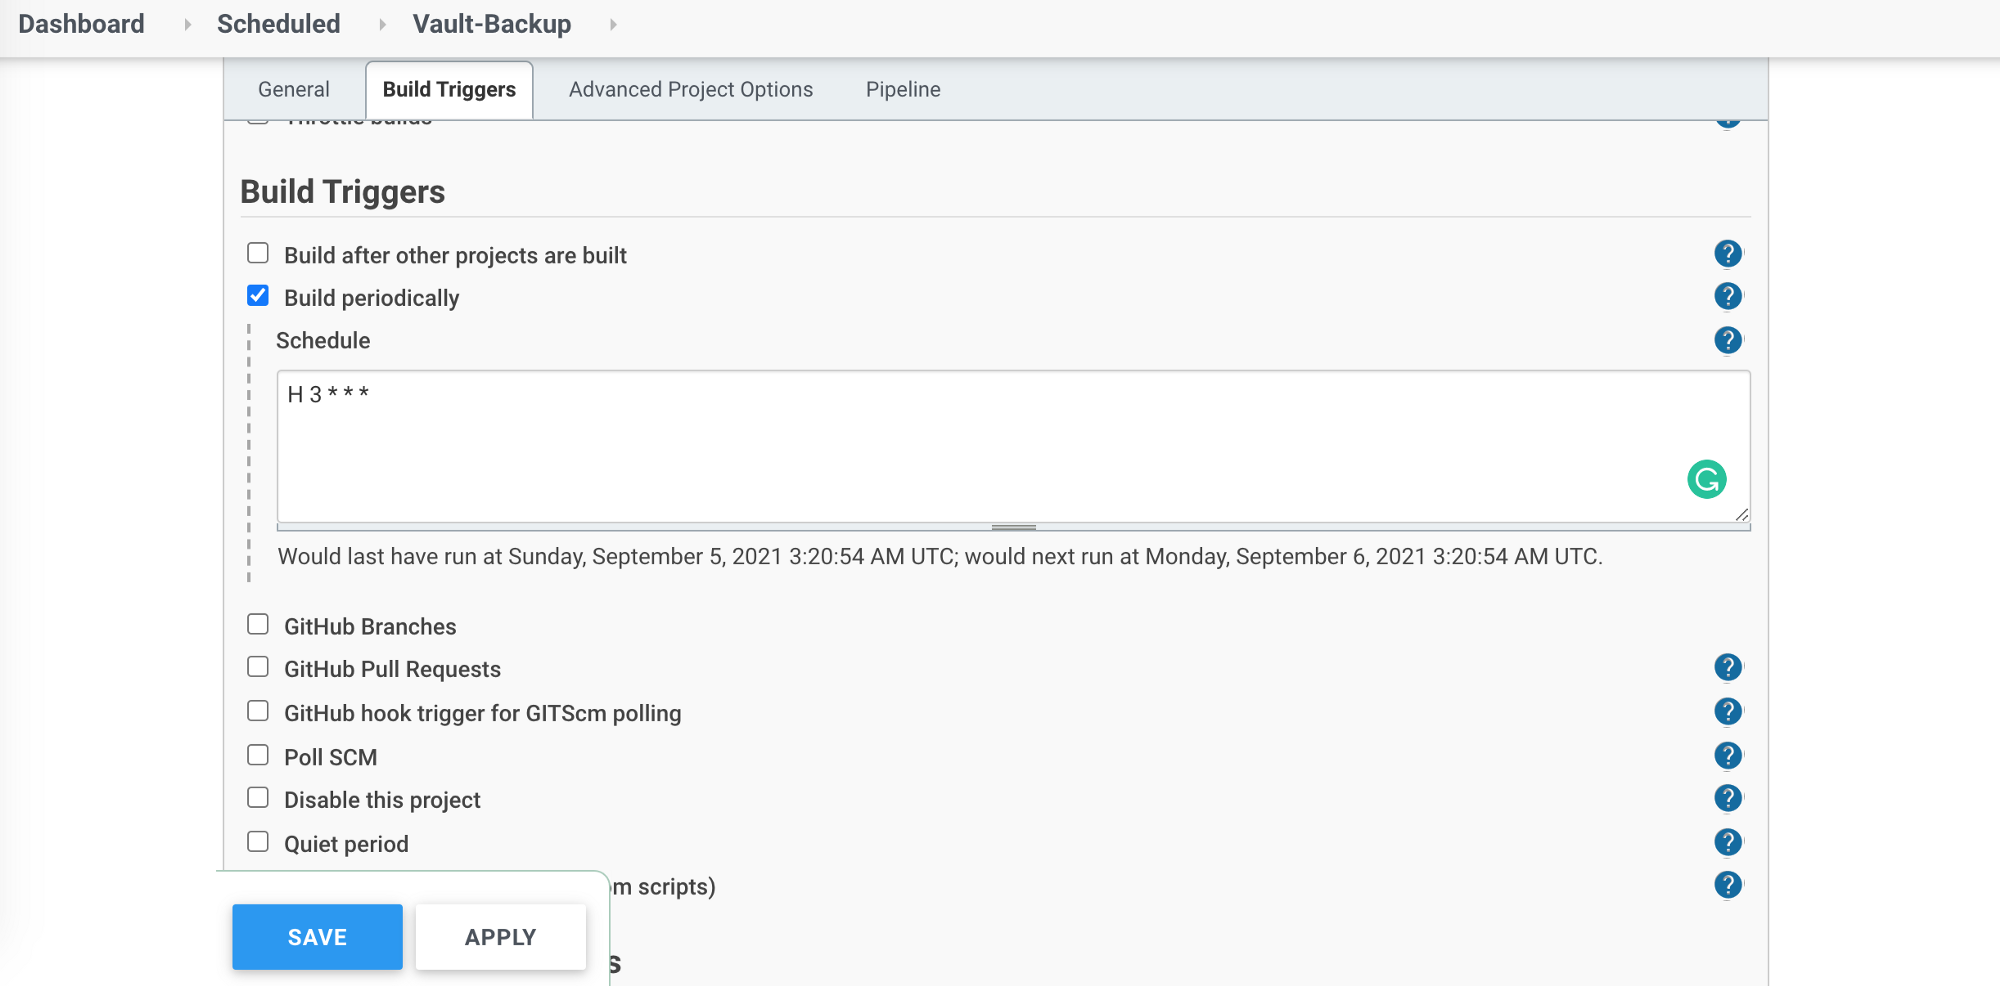 Dashboard Scheduled Vault-Backup
General Build Triggers Advanced Project Options Pipeline
Throttle builds
Build Triggers
Build after other projects are built
Build periodically
Schedule
H 3 * * *
Would last have run at Sunday, September 5, 2021 3:20:54 AM UTC; would next run at Monday, September 6, 2021 3:20:54 AM UTC.
GitHub Branches
GitHub Pull Requests
GitHub hook trigger for GITScm polling
Poll SCM
Disable this project
Quiet period
scripts)
SAVE APPLY